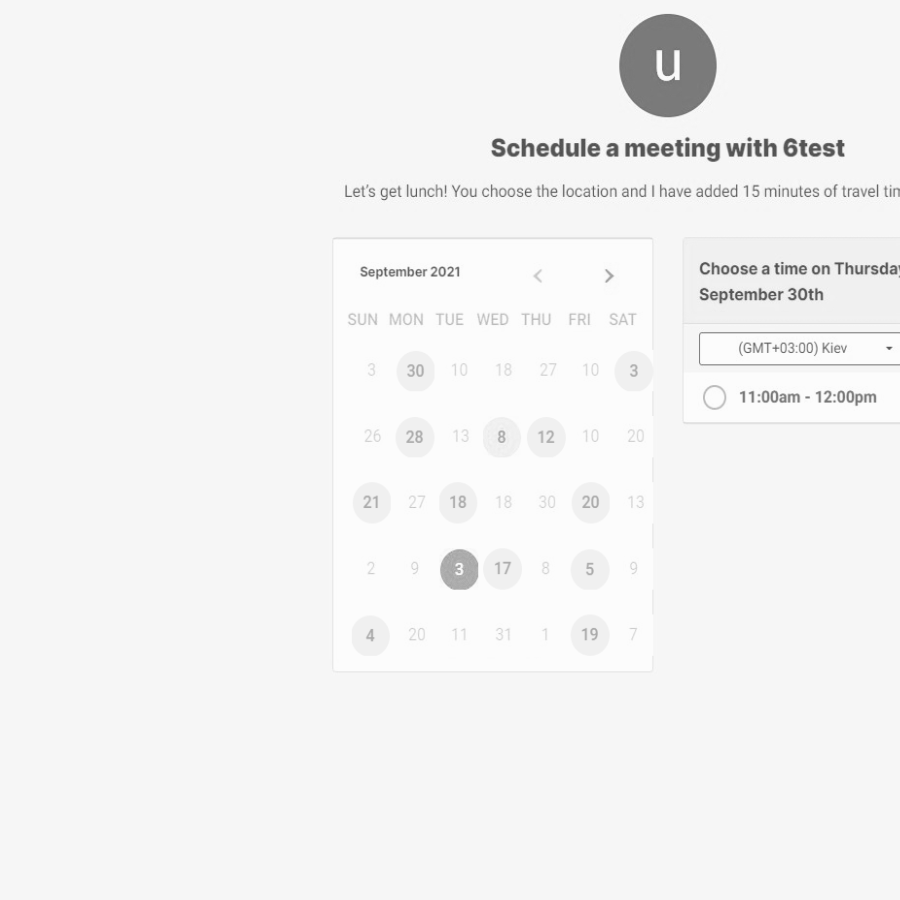 u
Schedule a meeting with 6test
Let's get lunch! You choose the location and I have added 15 minutes of travel
September 2021
SUN MON TUE WED THU FRI SAT
3 30 10 18 27 10 3
26 28 13 8 12 10 20
21 27 18 18 30 20 13
2 9 3 17 8 5 9
4 20 11 31 1 19 7
Choose a time on Thursday
September 30th
(GMT+03:00) Kiev
11:00am - 12:00pm